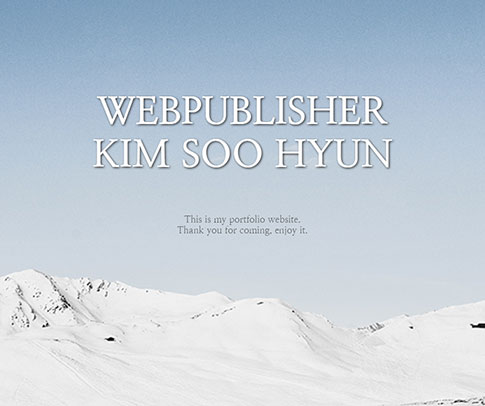 WEBPUBLISHER
KIM SOO HYUN
This is my portfolio website.
Thank you for coming, enjoy it.